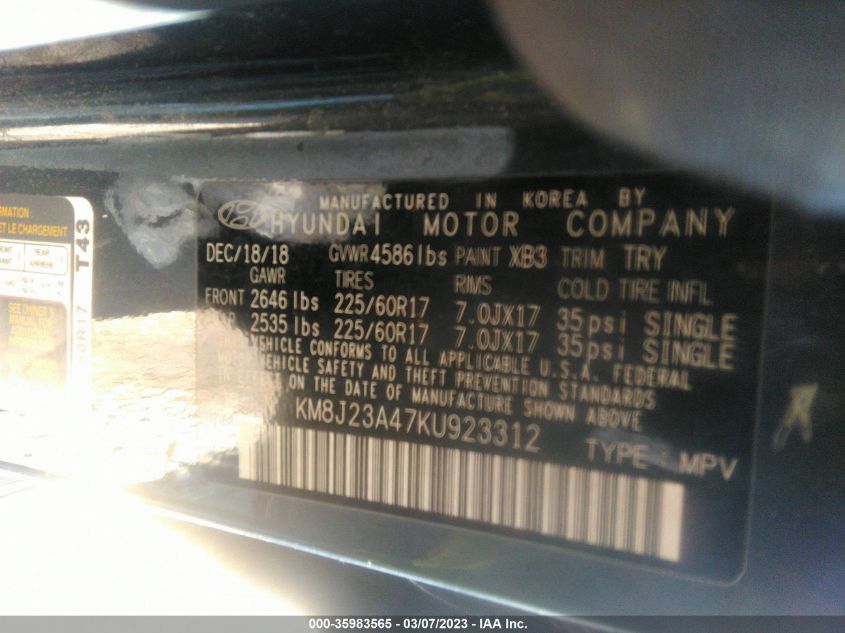 MANUFACTURED IN KOREA BY
HYUNDAI MOTOR COMPANY
DEC/18/18 GVWR 4586 lbs PAINT XB3 TRIM TRY
GAWR TIRES RIMS COLD TIRE INFL
FRONT 2646 lbs 225/60R17 7.0JX17 35 psi SINGLE
2535 lbs 225/60R17 7.0JX17 35 psi SINGLE
VEHICLE CONFORMS TO ALL APPLICABLE U.S.A. FEDERAL
VEHICLE SAFETY AND THEFT PREVENTION STANDARDS
ON THE DATE OF MANUFACTURE SHOWN ABOVE
KM8J23A47KU923312
TYPE: MPV
ET LE CHARGEMENT
T43
000-35983565 - 03/07/2023 - IAA Inc.